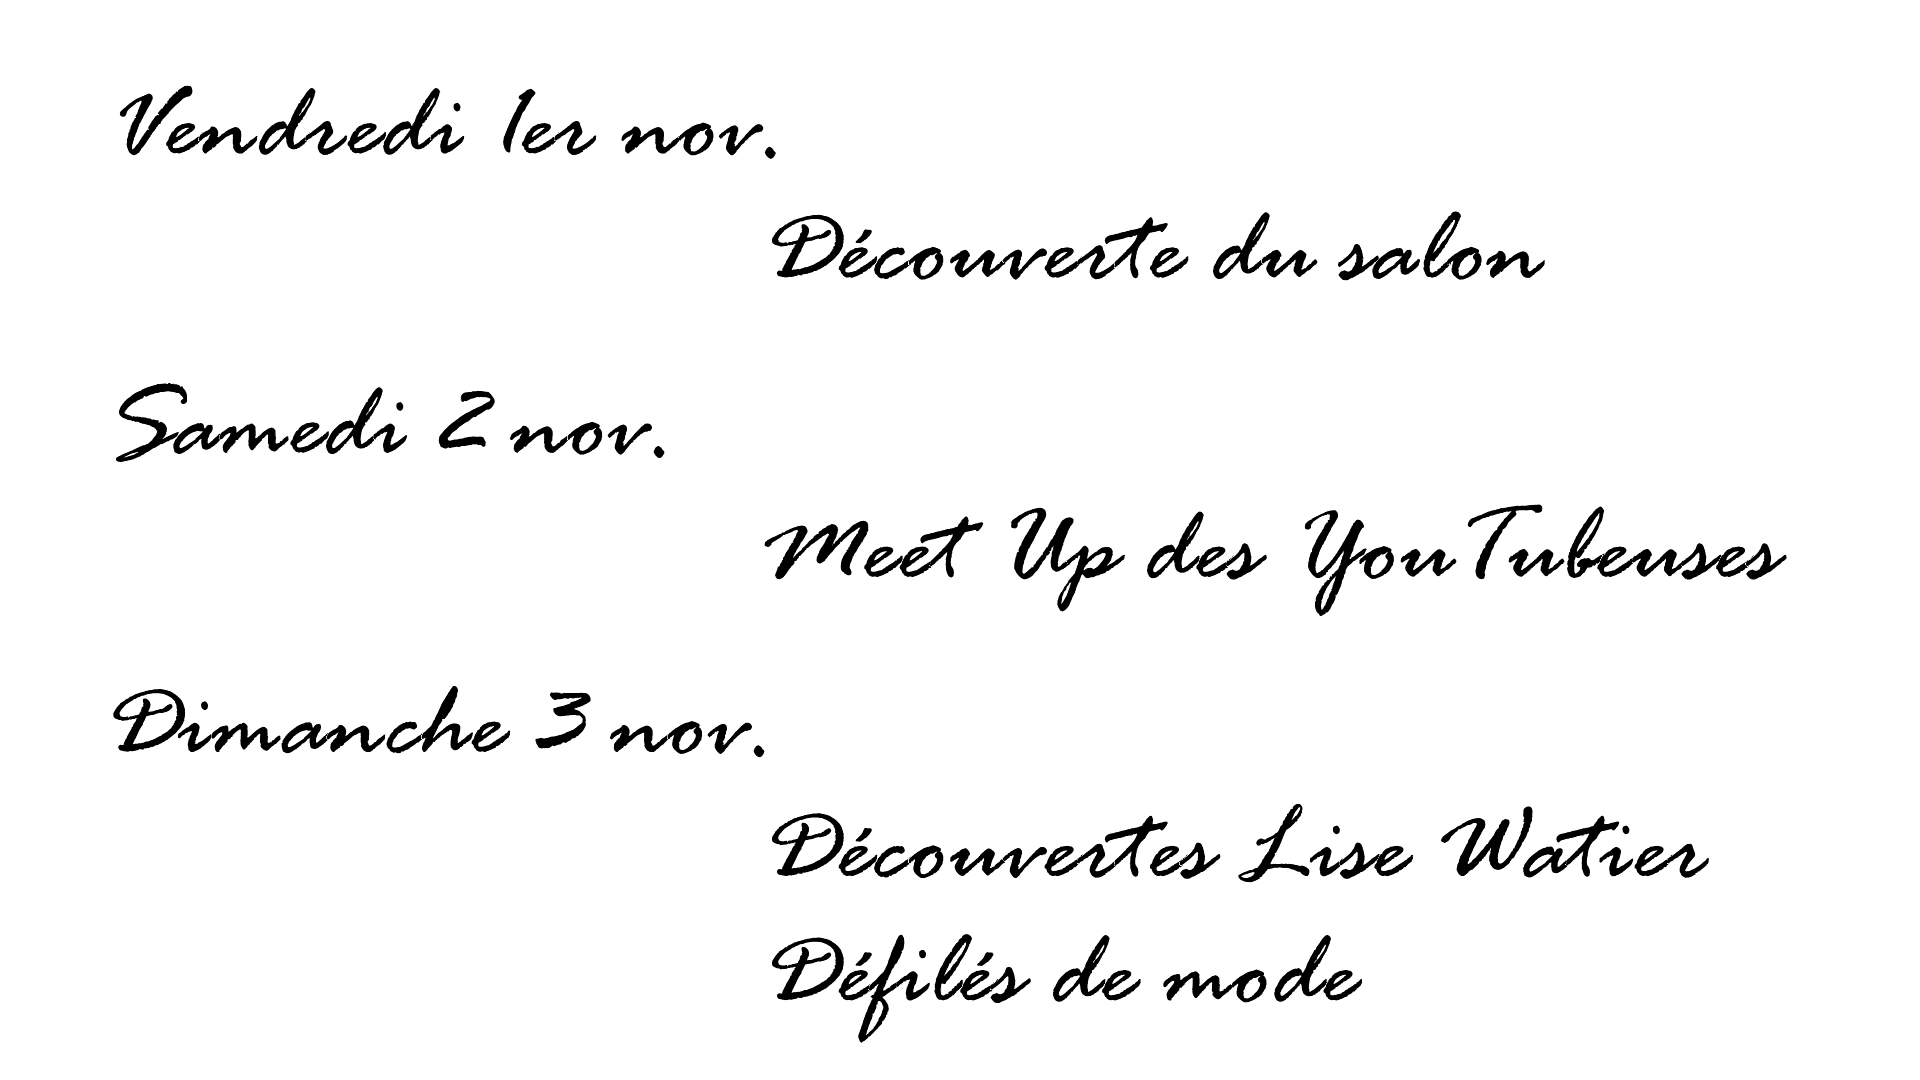 Vendredi 1er nov.
Découverte du salon
Samedi 2 nov.
Meet Up des YouTubeuses
Dimanche 3 nov.
Découvertes Lise Watier
Défilés de mode